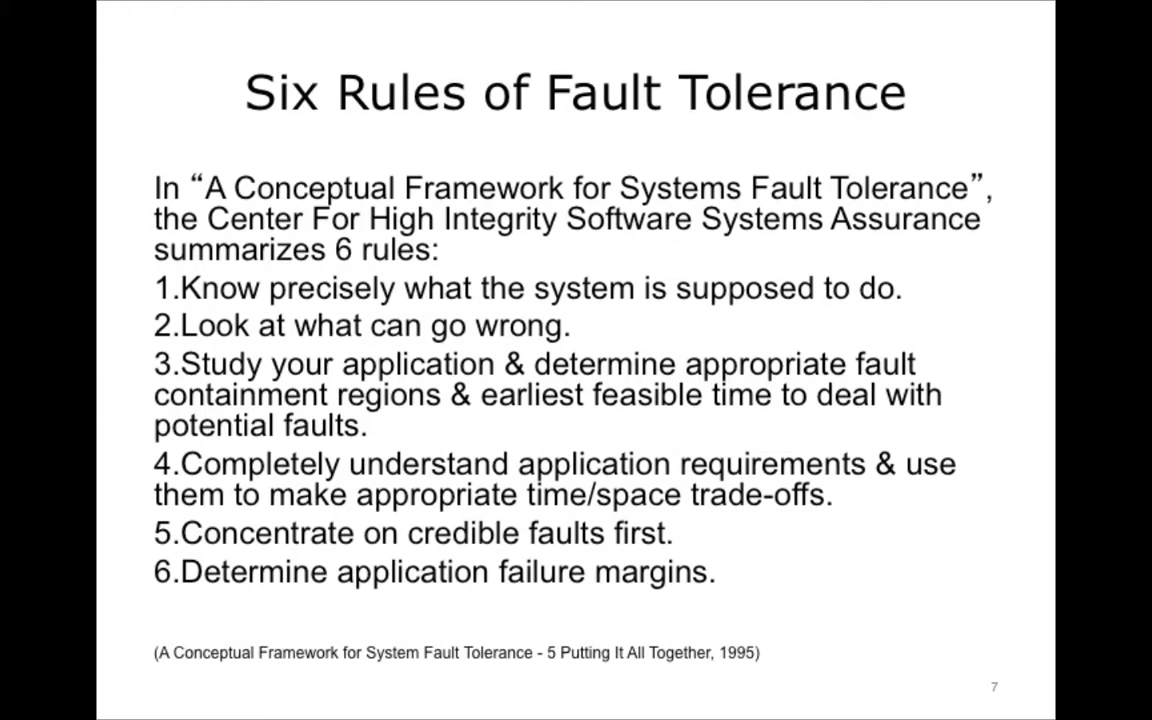 Six Rules of Fault Tolerance
In “A Conceptual Framework for Systems Fault Tolerance”,
the Center For High Integrity Software Systems Assurance
summarizes 6 rules:
1.Know precisely what the system is supposed to do.
2.Look at what can go wrong.
3.Study your application & determine appropriate fault
containment regions & earliest feasible time to deal with
potential faults.
4.Completely understand application requirements & use
them to make appropriate time/space trade-offs.
5.Concentrate on credible faults first.
6.Determine application failure margins.
(A Conceptual Framework for System Fault Tolerance - 5 Putting It All Together, 1995)
7